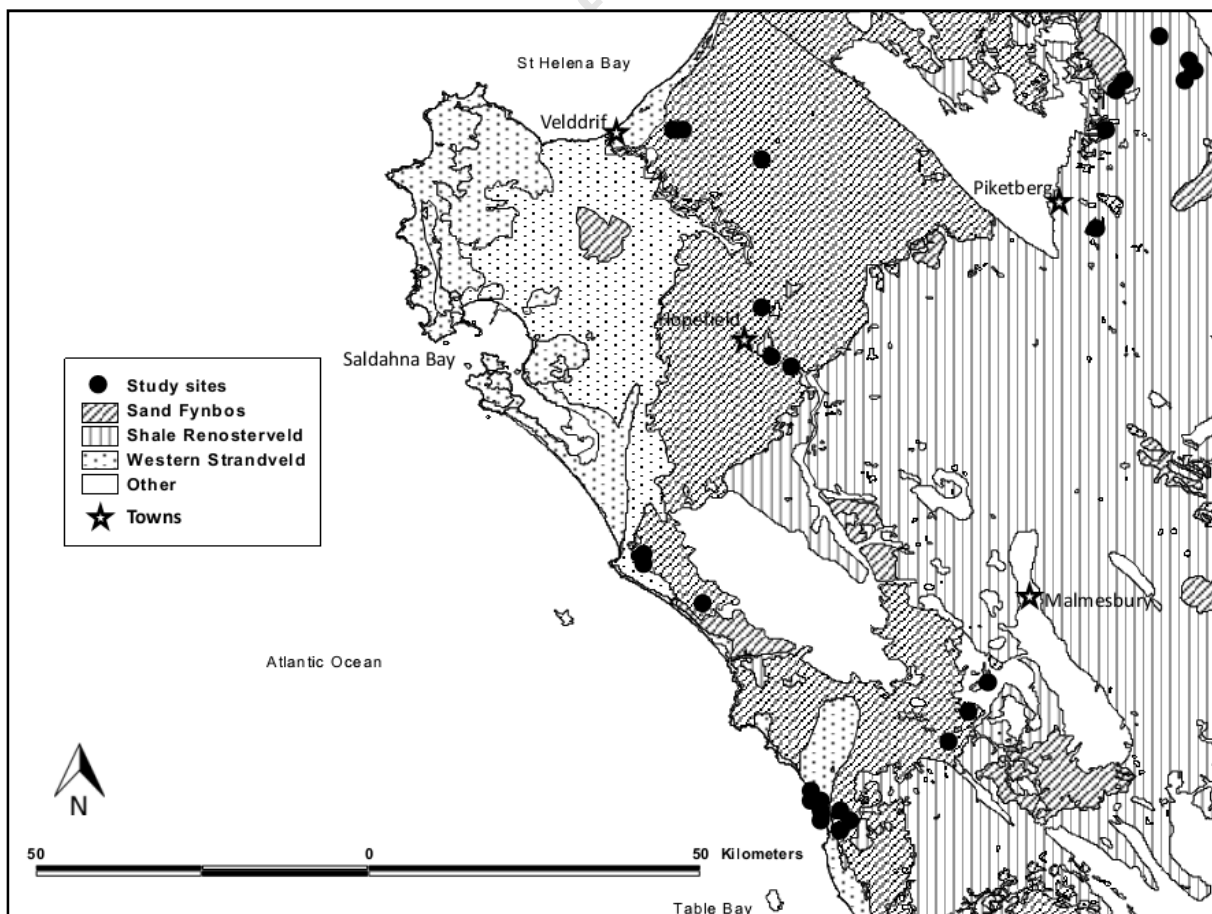 St Helena Bay
Velddrif
Piketberg
Hopefield
Saldahna Bay
Study sites
Sand Fynbos
Shale Renosterveld
Western Strandveld
Other
Towns
Malmesbury
Atlantic Ocean
N
50 0 50 Kilometers
Table Bay